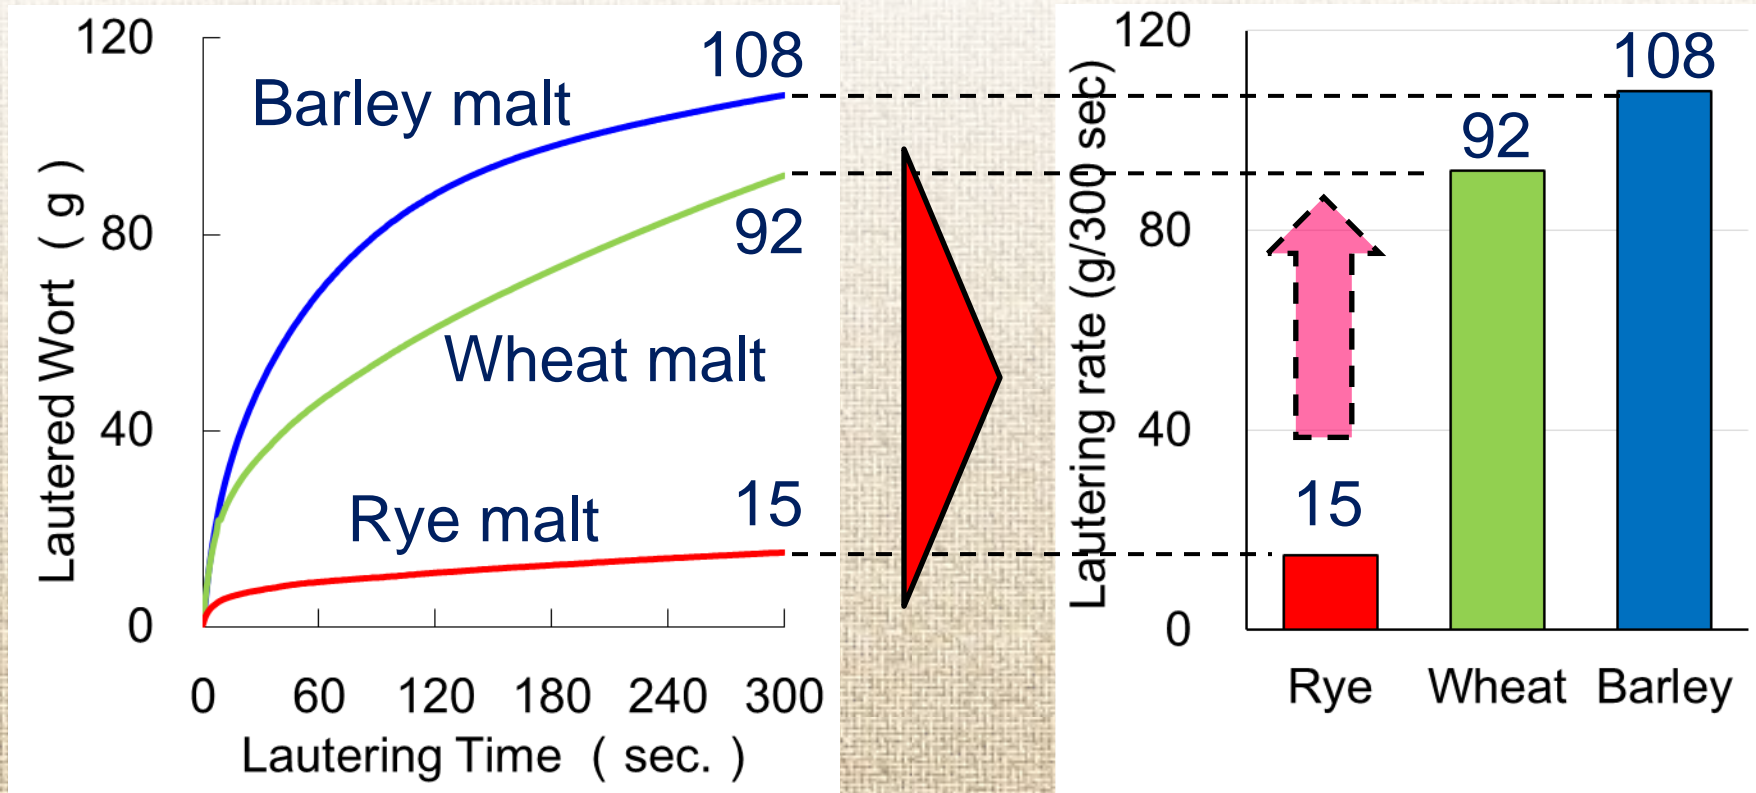 120
108
Barley malt
Lautered Wort ( g )
80
92
Wheat malt
40
Rye malt
15
0
0 60 120 180 240 300
Lautering Time ( sec. )
120
108
92
Lautering rate (g/300 sec)
80
40
15
0
Rye Wheat Barley